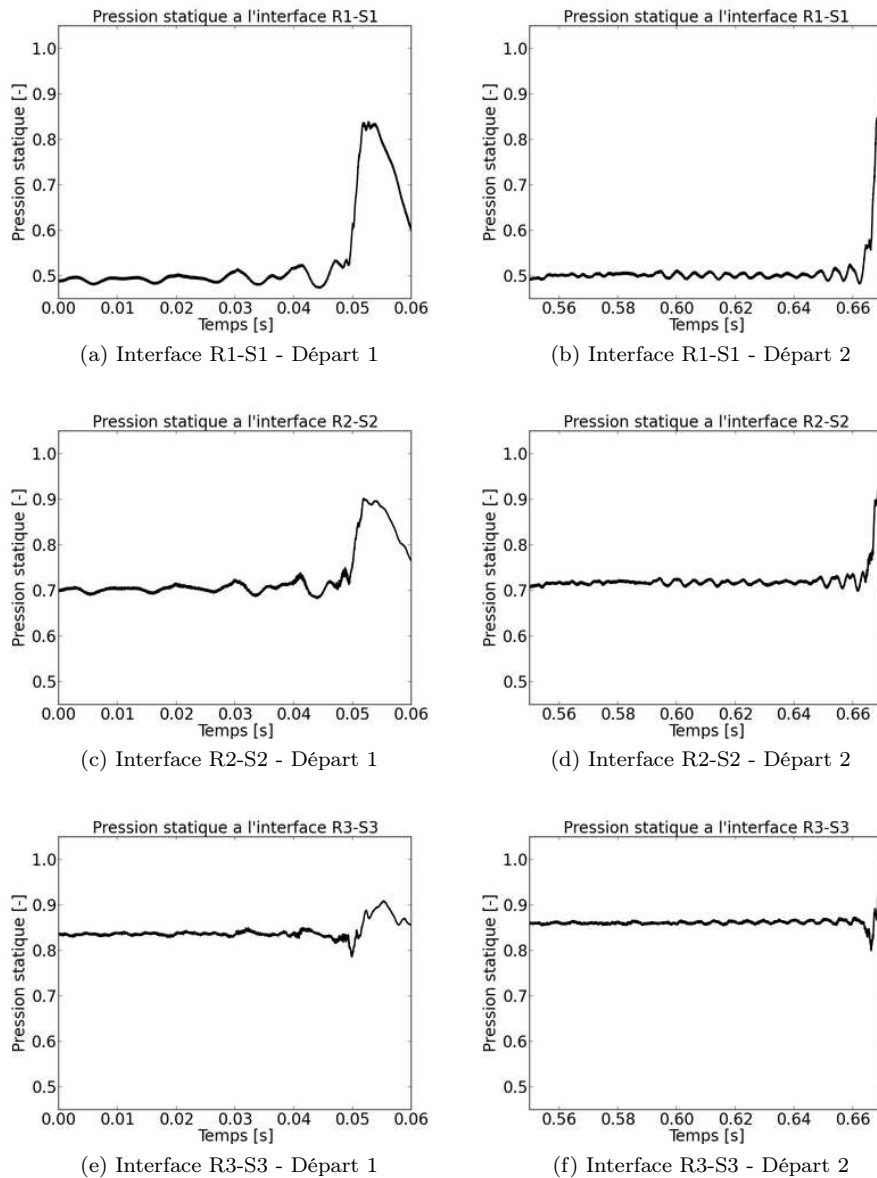 Pression statique a l'interface R1-S1
Pression statique [-]
1.0
0.9
0.8
0.7
0.6
0.5
0.00 0.01 0.02 0.03 0.04 0.05 0.06
Temps [s]
(a) Interface R1-S1 - Départ 1
Pression statique a l'interface R1-S1
Pression statique [-]
1.0
0.9
0.8
0.7
0.6
0.5
0.56 0.58 0.60 0.62 0.64 0.66
Temps [s]
(b) Interface R1-S1 - Départ 2
Pression statique a l'interface R2-S2
Pression statique [-]
1.0
0.9
0.8
0.7
0.6
0.5
0.00 0.01 0.02 0.03 0.04 0.05 0.06
Temps [s]
(c) Interface R2-S2 - Départ 1
Pression statique a l'interface R2-S2
Pression statique [-]
1.0
0.9
0.8
0.7
0.6
0.5
0.56 0.58 0.60 0.62 0.64 0.66
Temps [s]
(d) Interface R2-S2 - Départ 2
Pression statique a l'interface R3-S3
Pression statique [-]
1.0
0.9
0.8
0.7
0.6
0.5
0.00 0.01 0.02 0.03 0.04 0.05 0.06
Temps [s]
(e) Interface R3-S3 - Départ 1
Pression statique a l'interface R3-S3
Pression statique [-]
1.0
0.9
0.8
0.7
0.6
0.5
0.56 0.58 0.60 0.62 0.64 0.66
Temps [s]
(f) Interface R3-S3 - Départ 2